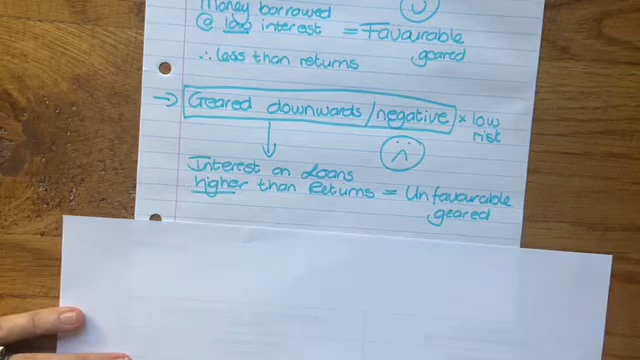 Money borrowed
@ low interest = Favourable
geared
∴ less than returns
→ Geared downwards/negative * low
risk
Interest on Loans
higher than Returns = Unfavourable
geared